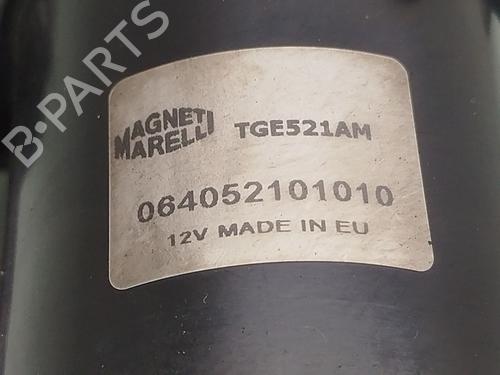 B-PARTS
MAGNETI
MARELLI
TGE521AM
064052101010
12V MADE IN EU